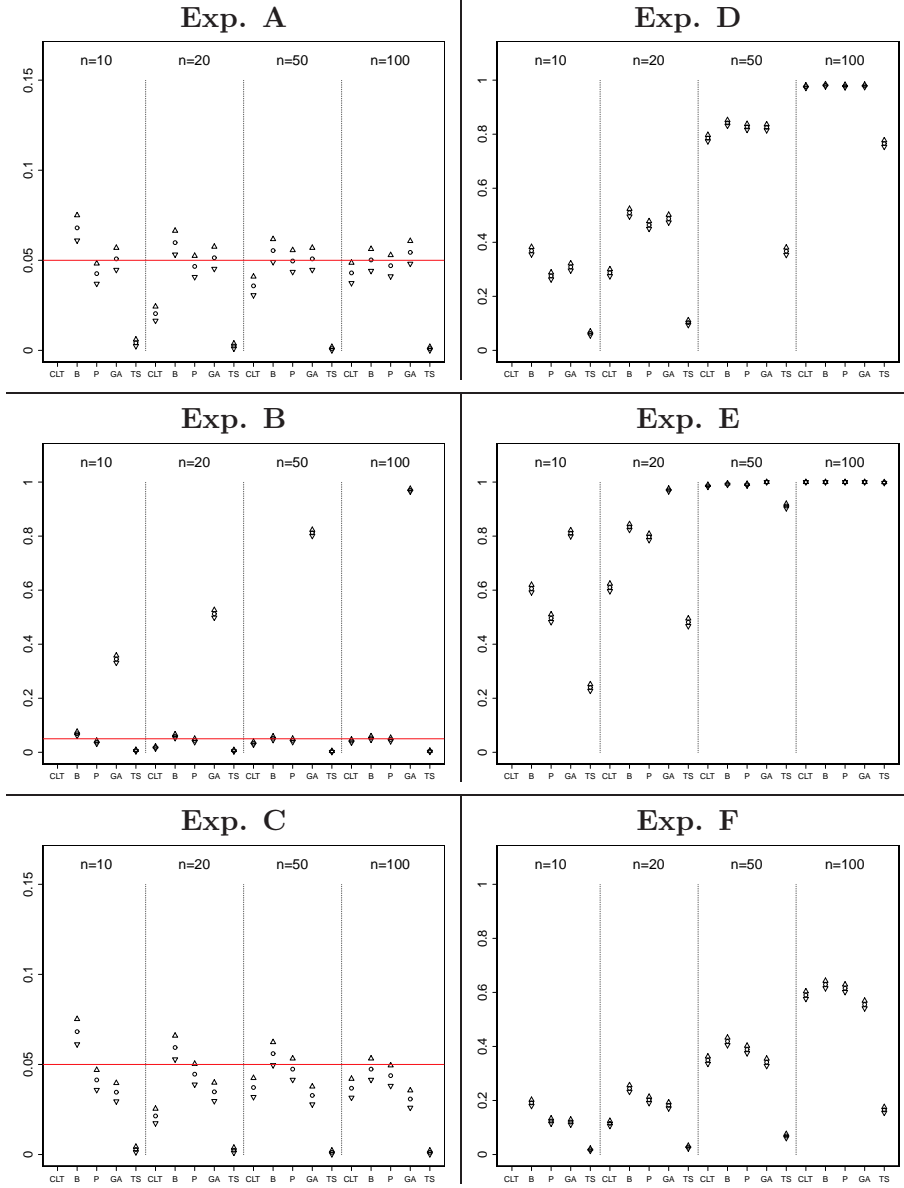 Exp. A
n=10 n=20 n=50 n=100
0.15
0.1
0.05
0
CLT B P GA TS CLT B P GA TS CLT B P GA TS CLT B P GA TS
Exp. D
n=10 n=20 n=50 n=100
1
0.8
0.6
0.4
0.2
0
CLT B P GA TS CLT B P GA TS CLT B P GA TS CLT B P GA TS
Exp. B
n=10 n=20 n=50 n=100
1
0.8
0.6
0.4
0.2
0
CLT B P GA TS CLT B P GA TS CLT B P GA TS CLT B P GA TS
Exp. E
n=10 n=20 n=50 n=100
1
0.8
0.6
0.4
0.2
0
CLT B P GA TS CLT B P GA TS CLT B P GA TS CLT B P GA TS
Exp. C
n=10 n=20 n=50 n=100
0.15
0.1
0.05
0
CLT B P GA TS CLT B P GA TS CLT B P GA TS CLT B P GA TS
Exp. F
n=10 n=20 n=50 n=100
1
0.8
0.6
0.4
0.2
0
CLT B P GA TS CLT B P GA TS CLT B P GA TS CLT B P GA TS